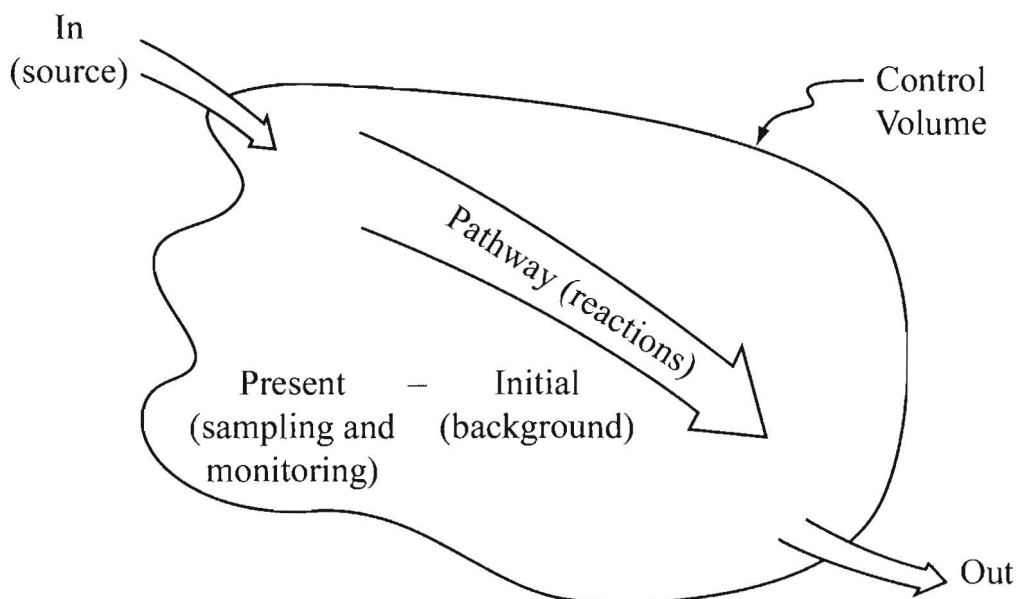 In
(source)
Control
Volume
Pathway (reactions)
Present – Initial
(sampling and (background)
monitoring)
Out